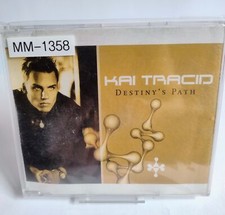 MM-1358
KAI TRACID
DESTINY'S PATH